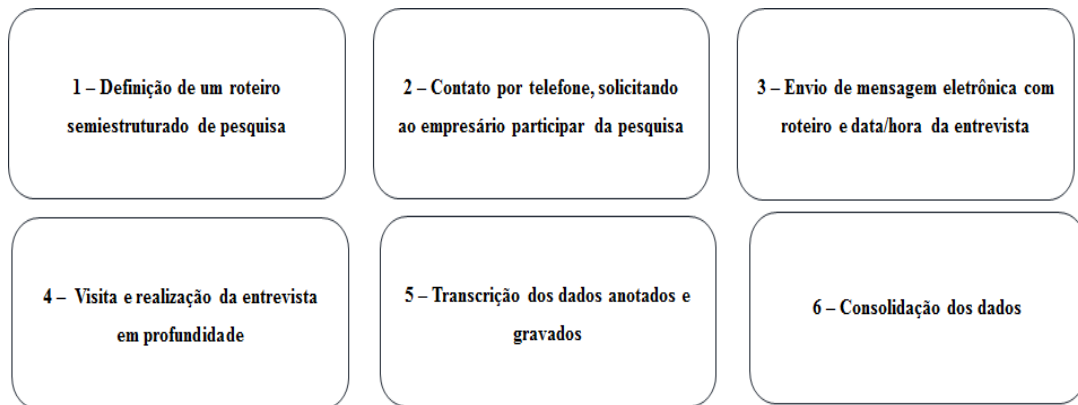 1 – Definição de um roteiro
semiestruturado de pesquisa
2 – Contato por telefone, solicitando
ao empresário participar da pesquisa
3 – Envio de mensagem eletrônica com
roteiro e data/hora da entrevista
4 – Visita e realização da entrevista
em profundidade
5 – Transcrição dos dados anotados e
gravados
6 – Consolidação dos dados